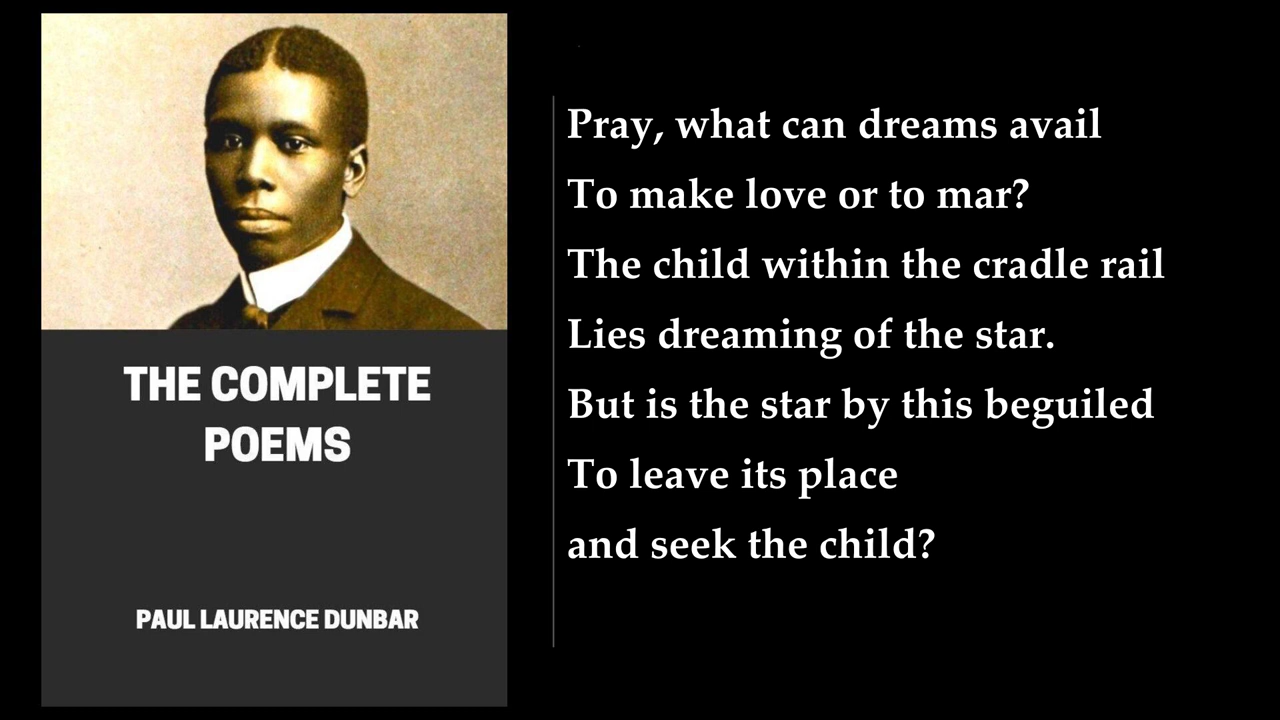 THE COMPLETE
POEMS
PAUL LAURENCE DUNBAR
Pray, what can dreams avail
To make love or to mar?
The child within the cradle rail
Lies dreaming of the star.
But is the star by this beguiled
To leave its place
and seek the child?